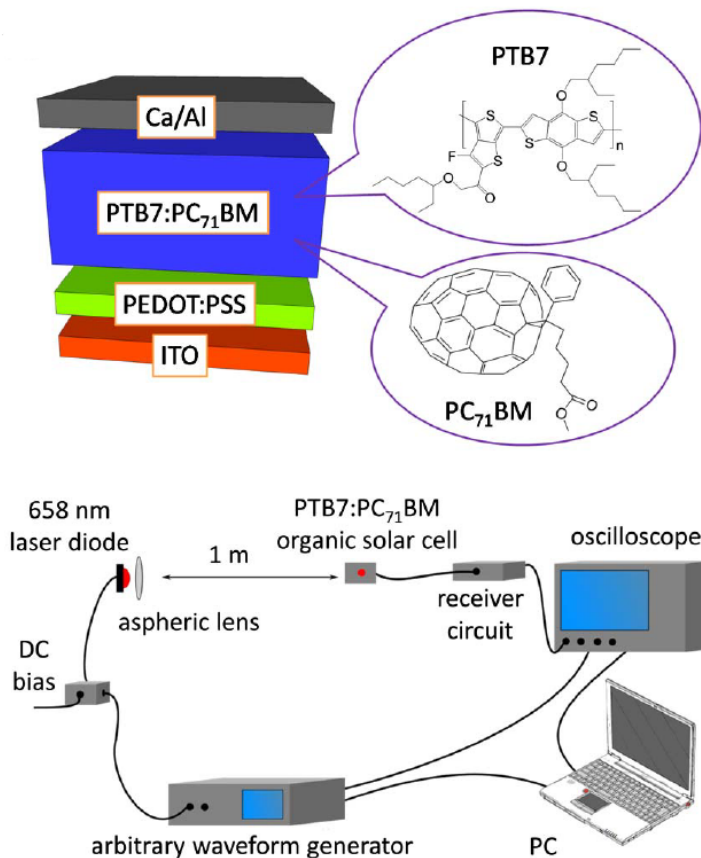 PTB7
Ca/Al
PTB7:PC₇₁BM
PEDOT:PSS
ITO
O
S
S
O
n
F
S
S
O
O
PC₇₁BM
O
O
658 nm
laser diode
1 m
aspheric lens
PTB7:PC₇₁BM
organic solar cell
receiver
circuit
oscilloscope
DC
bias
arbitrary waveform generator
PC